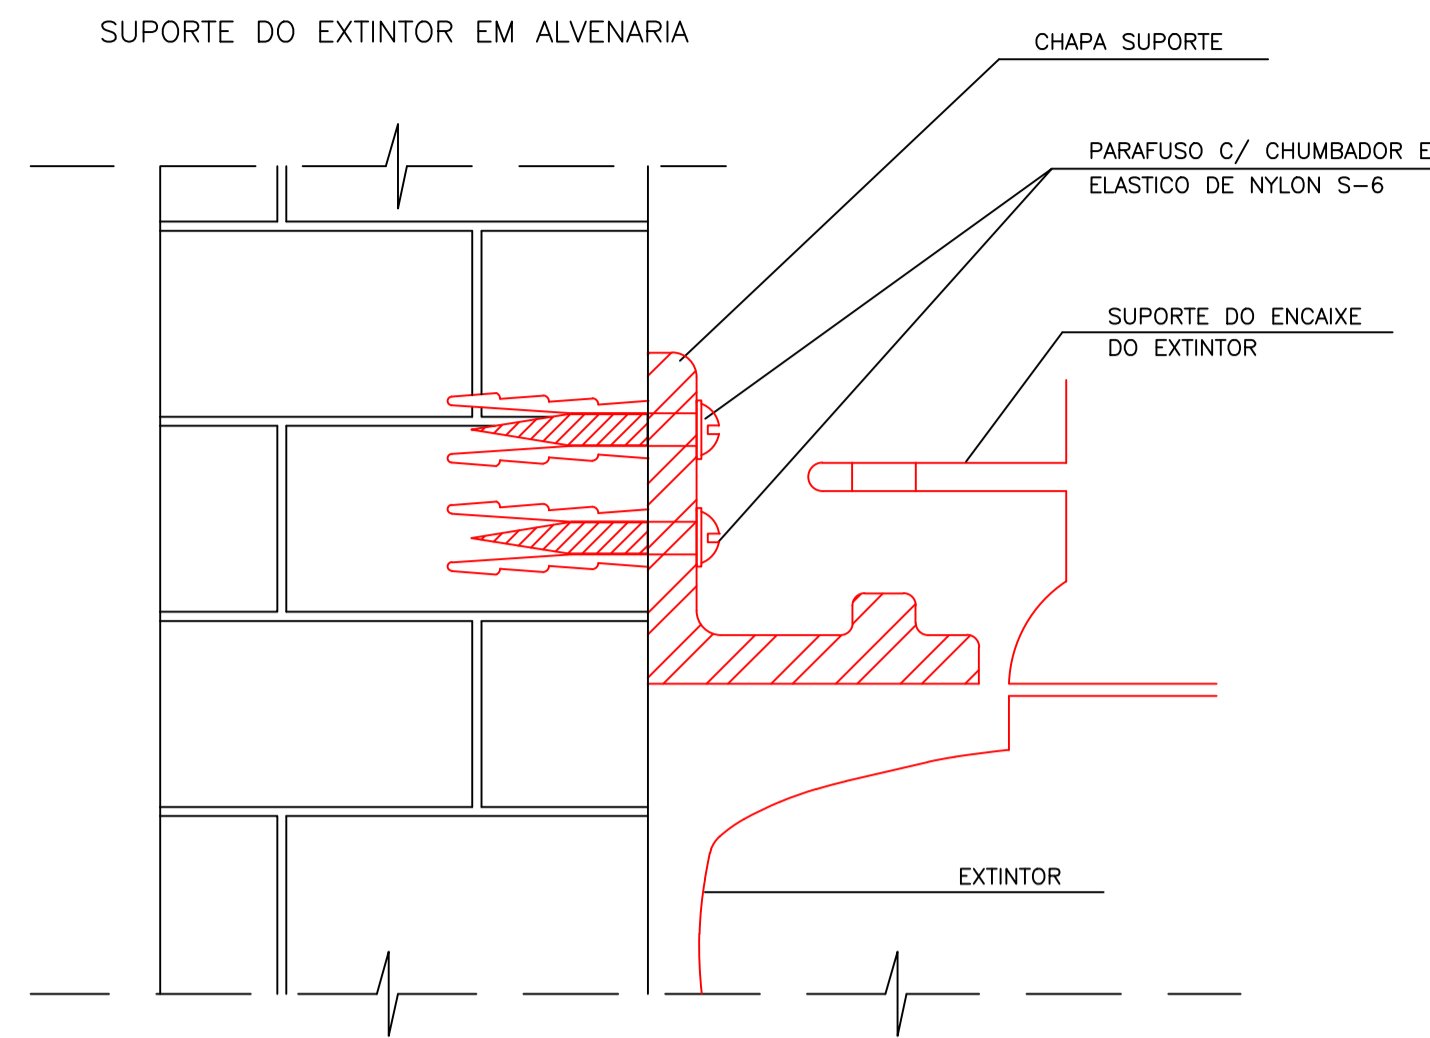 SUPORTE DO EXTINTOR EM ALVENARIA
CHAPA SUPORTE
PARAFUSO C/ CHUMBADOR E
ELASTICO DE NYLON S-6
SUPORTE DO ENCAIXE
DO EXTINTOR
EXTINTOR